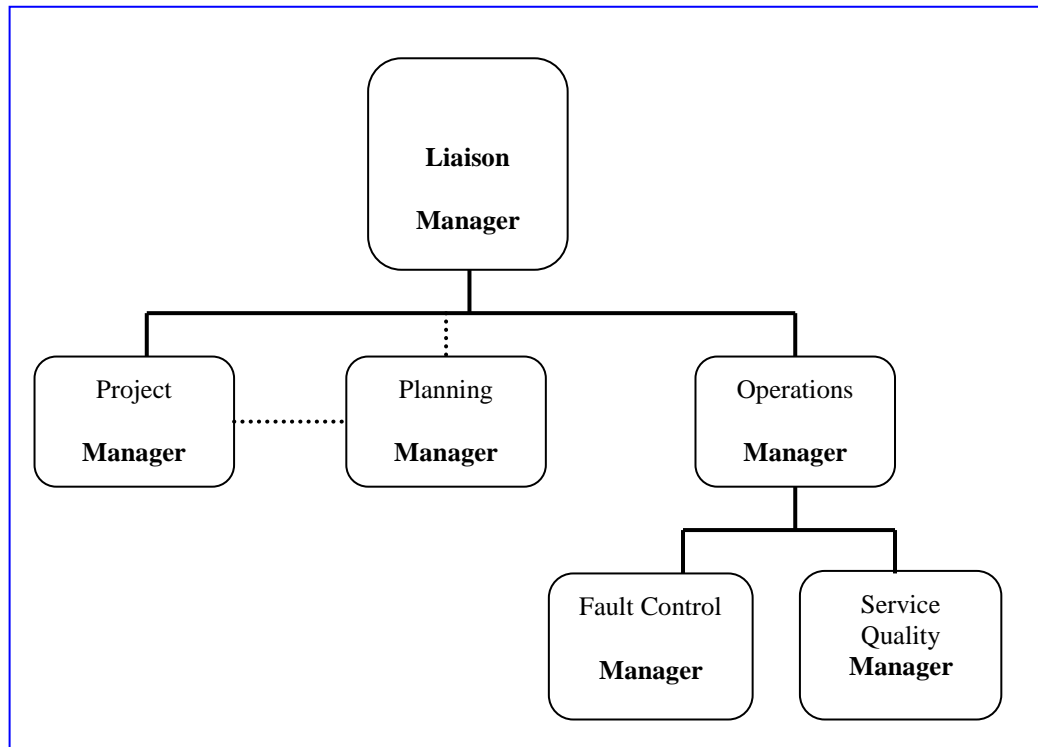 Liaison
Manager
Project
Manager
Planning
Manager
Operations
Manager
Fault Control
Manager
Service
Quality
Manager